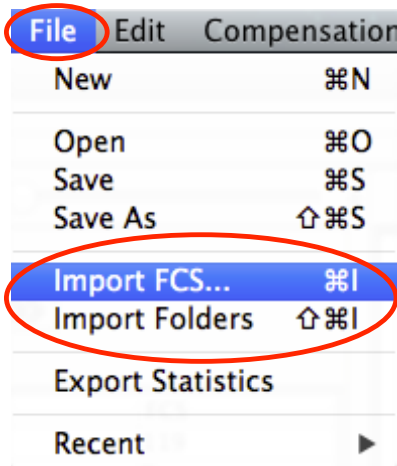 File Edit Compensation
New ⌘N
Open ⌘O
Save ⌘S
Save As ⇧⌘S
Import FCS... ⌘I
Import Folders ⇧⌘I
Export Statistics
Recent ▶